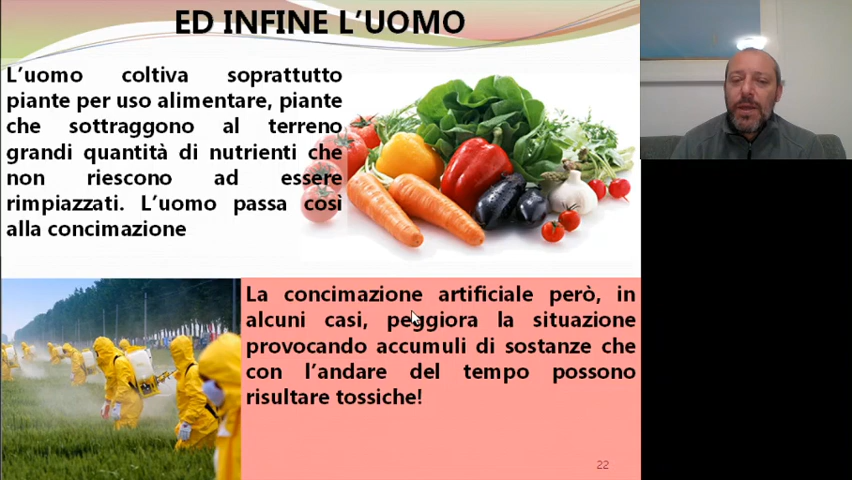 ED INFINE L’UOMO
L’uomo coltiva soprattutto
piante per uso alimentare, piante
che sottraggono al terreno
grandi quantità di nutrienti che
non riescono ad essere
rimpiazzati. L’uomo passa così
alla concimazione
La concimazione artificiale però, in
alcuni casi, peggiora la situazione
provocando accumuli di sostanze che
con l’andare del tempo possono
risultare tossiche!
22